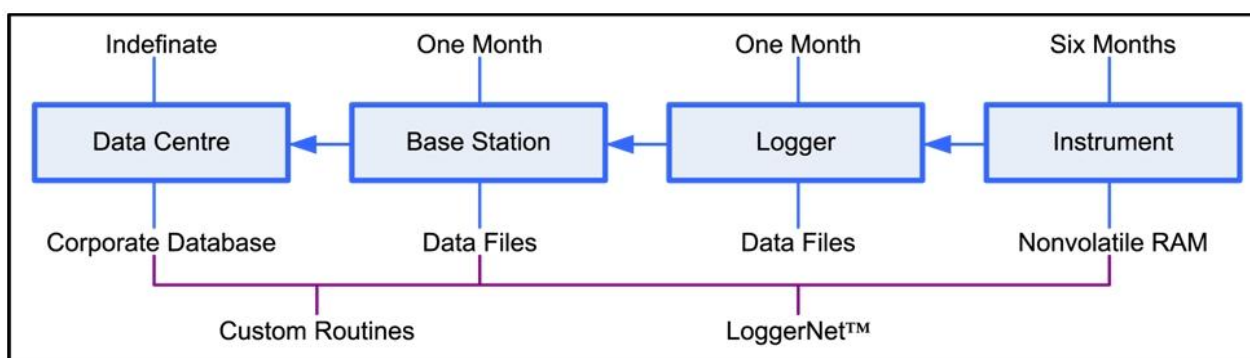 Indefinate
One Month
One Month
Six Months
Data Centre
Base Station
Logger
Instrument
Corporate Database
Data Files
Data Files
Nonvolatile RAM
Custom Routines
LoggerNet™